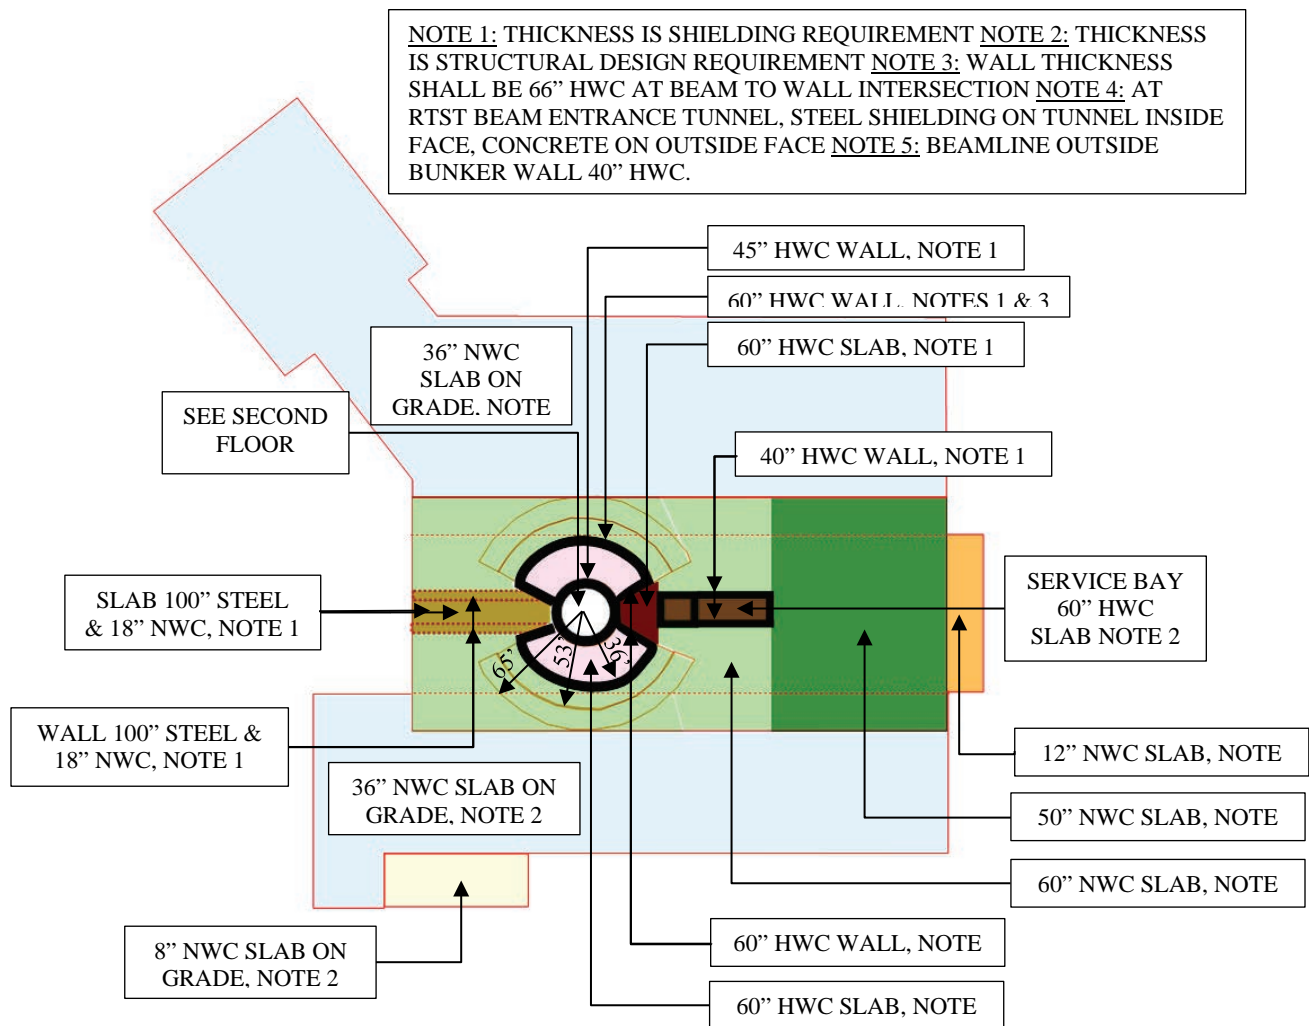 NOTE 1: THICKNESS IS SHIELDING REQUIREMENT NOTE 2: THICKNESS
IS STRUCTURAL DESIGN REQUIREMENT NOTE 3: WALL THICKNESS
SHALL BE 66” HWC AT BEAM TO WALL INTERSECTION NOTE 4: AT
RTST BEAM ENTRANCE TUNNEL, STEEL SHIELDING ON TUNNEL INSIDE
FACE, CONCRETE ON OUTSIDE FACE NOTE 5: BEAMLINE OUTSIDE
BUNKER WALL 40” HWC.
45” HWC WALL, NOTE 1
60” HWC WALL, NOTES 1 & 3
60” HWC SLAB, NOTE 1
36” NWC
SLAB ON
GRADE, NOTE
SEE SECOND
FLOOR
40” HWC WALL, NOTE 1
SLAB 100” STEEL
& 18” NWC, NOTE 1
SERVICE BAY
60” HWC
SLAB NOTE 2
65’
53’
36’
WALL 100” STEEL &
18” NWC, NOTE 1
36” NWC SLAB ON
GRADE, NOTE 2
12” NWC SLAB, NOTE
50” NWC SLAB, NOTE
60” NWC SLAB, NOTE
8” NWC SLAB ON
GRADE, NOTE 2
60” HWC WALL, NOTE
60” HWC SLAB, NOTE